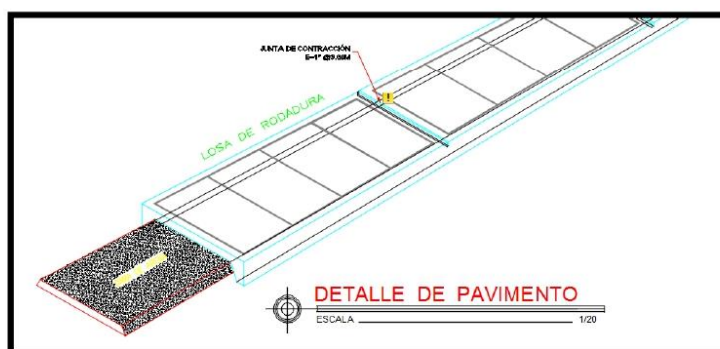 JUNTA DE CONTRACCIÓN
LOSA DE RODADURA
DETALLE DE PAVIMENTO
ESCALA 1/20